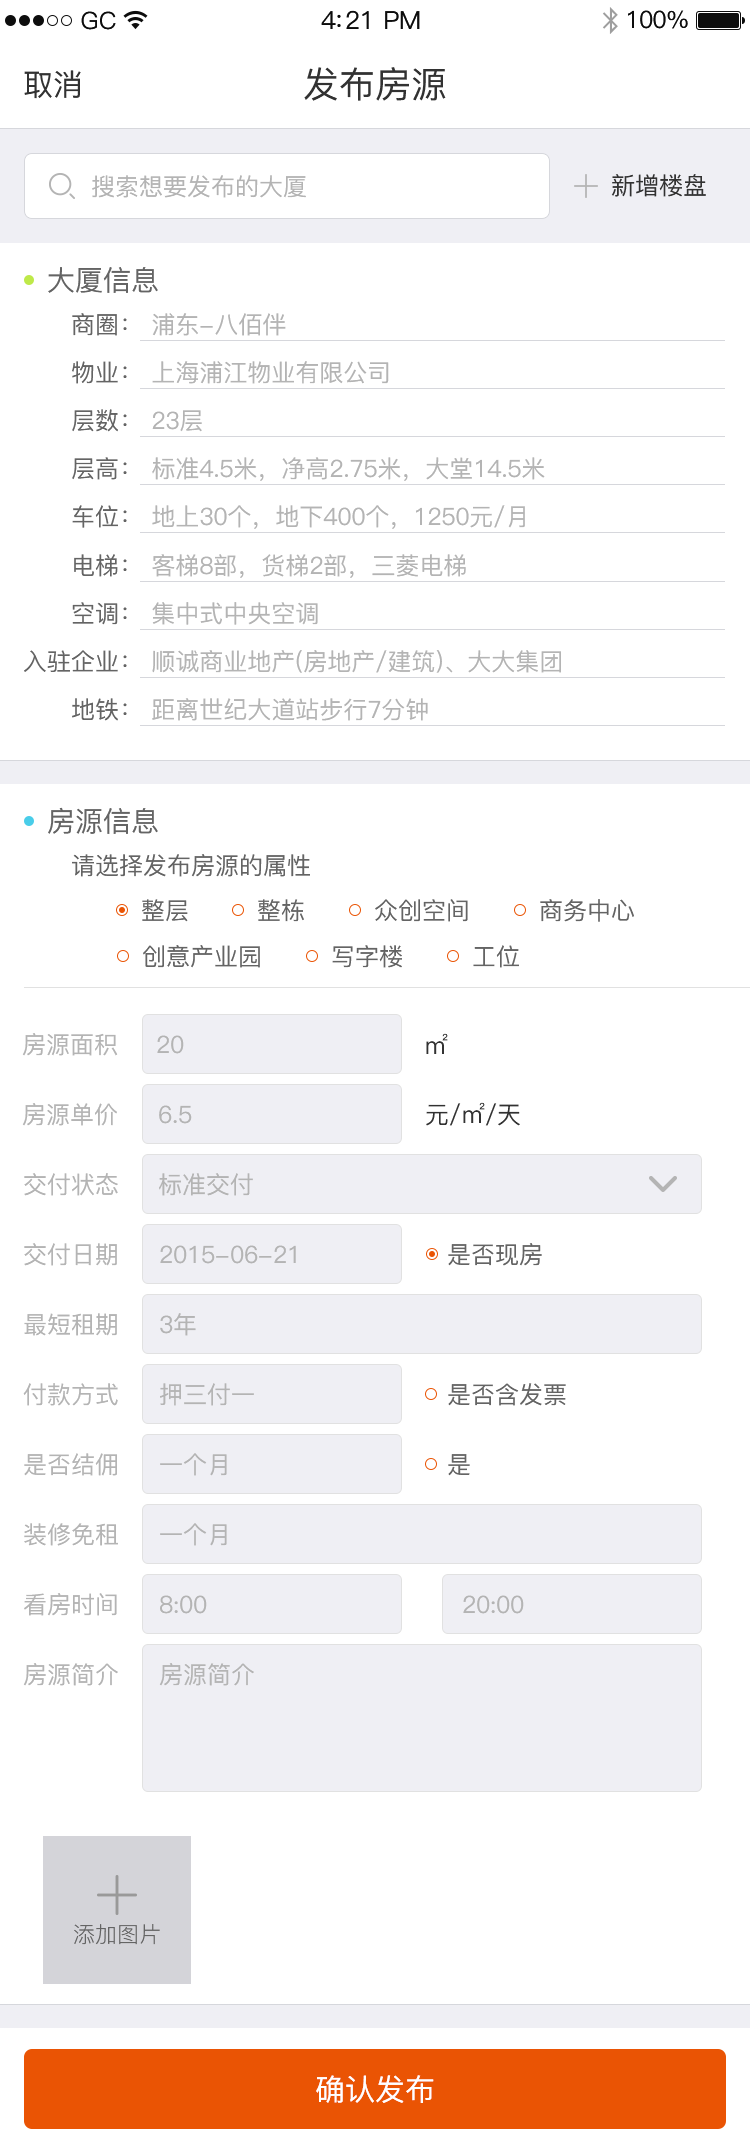 GC 4:21 PM 100%
取消 发布房源
搜索想要发布的大厦 新增楼盘
大厦信息
商圈： 浦东-八佰伴
物业： 上海浦江物业有限公司
层数： 23层
层高： 标准4.5米，净高2.75米，大堂14.5米
车位： 地上30个，地下400个，1250元/月
电梯： 客梯8部，货梯2部，三菱电梯
空调： 集中式中央空调
入驻企业： 顺诚商业地产(房地产/建筑)、大大集团
地铁： 距离世纪大道站步行7分钟
房源信息
请选择发布房源的属性
整层 整栋 众创空间 商务中心
创意产业园 写字楼 工位
房源面积 20 ㎡
房源单价 6.5 元/㎡/天
交付状态 标准交付
交付日期 2015-06-21 是否现房
最短租期 3年
付款方式 押三付一 是否含发票
是否结佣 一个月 是
装修免租 一个月
看房时间 8:00 20:00
房源简介 房源简介
添加图片
确认发布